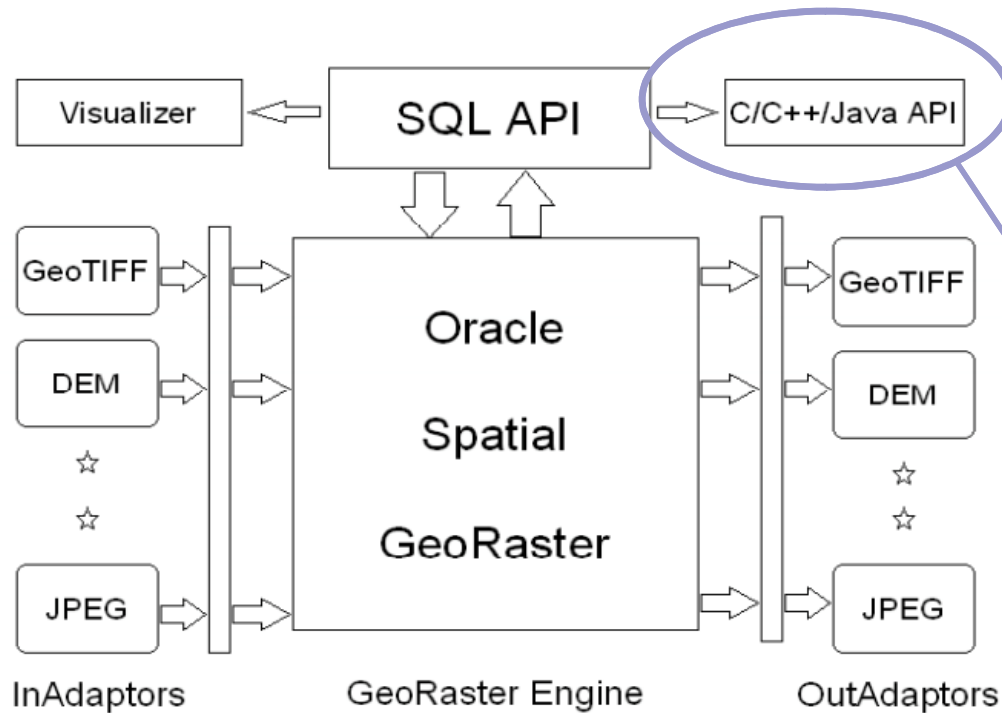 Visualizer
SQL API
C/C++/Java API
GeoTIFF
DEM
JPEG
Oracle
Spatial
GeoRaster
GeoTIFF
DEM
JPEG
InAdaptors
GeoRaster Engine
OutAdaptors